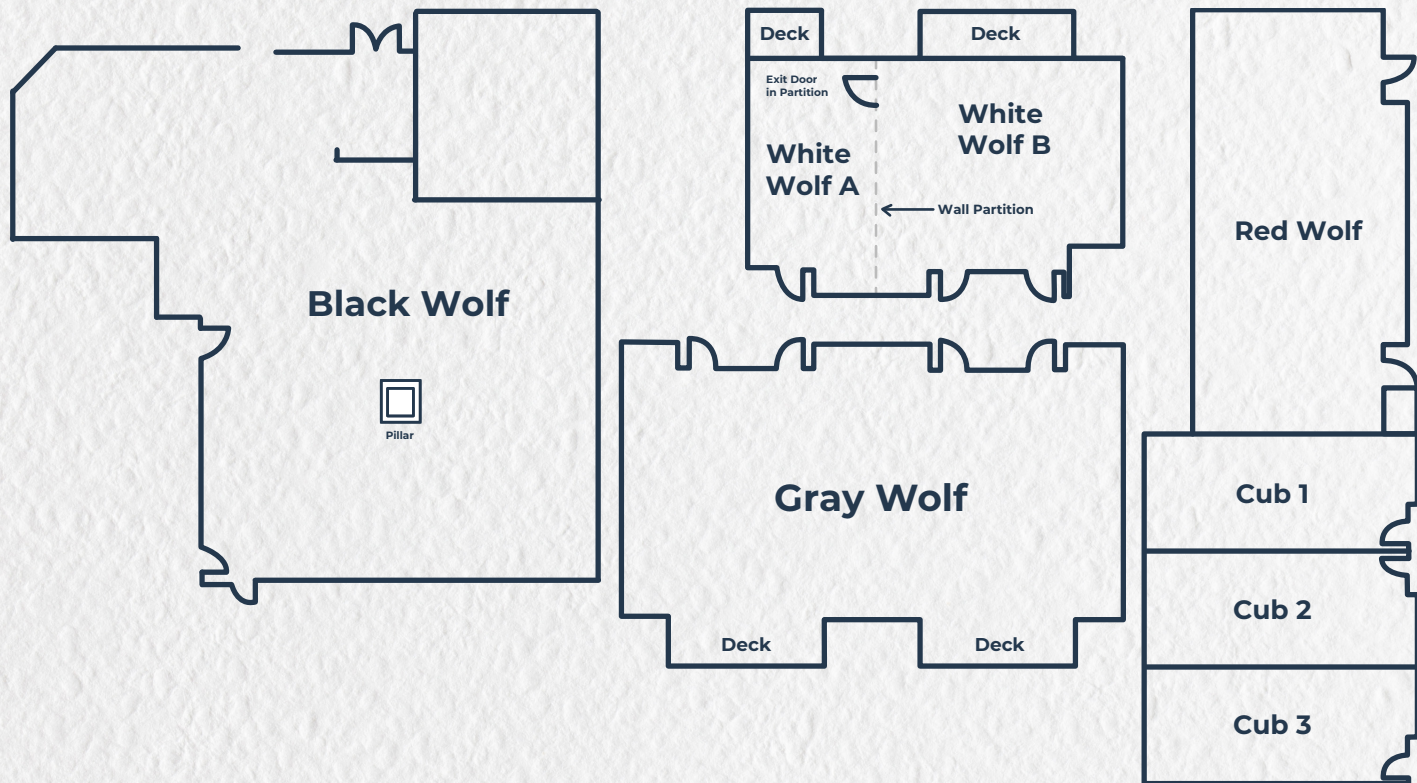 Deck
Deck
Exit Door
in Partition
White
Wolf B
White
Wolf A
Wall Partition
Red Wolf
Black Wolf
Pillar
Gray Wolf
Cub 1
Cub 2
Deck
Deck
Cub 3